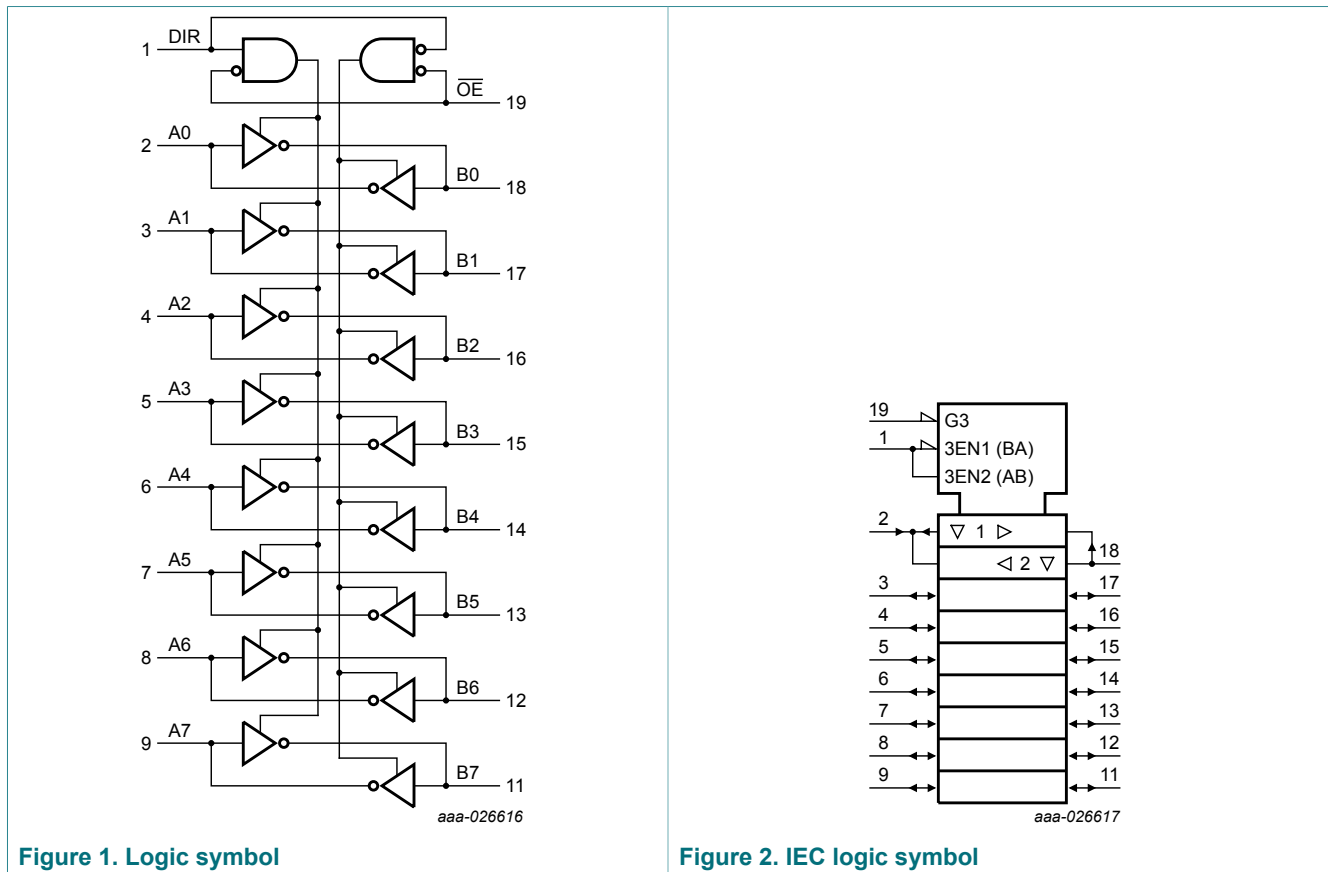 1 DIR
OE 19
2 A0
B0 18
3 A1
B1 17
4 A2
B2 16
5 A3
B3 15
6 A4
B4 14
7 A5
B5 13
8 A6
B6 12
9 A7
B7 11
aaa-026616
Figure 1. Logic symbol
19 G3
1 3EN1 (BA)
3EN2 (AB)
2 ▽ 1 ▷
◁ 2 ▽ 18
3 17
4 16
5 15
6 14
7 13
8 12
9 11
aaa-026617
Figure 2. IEC logic symbol